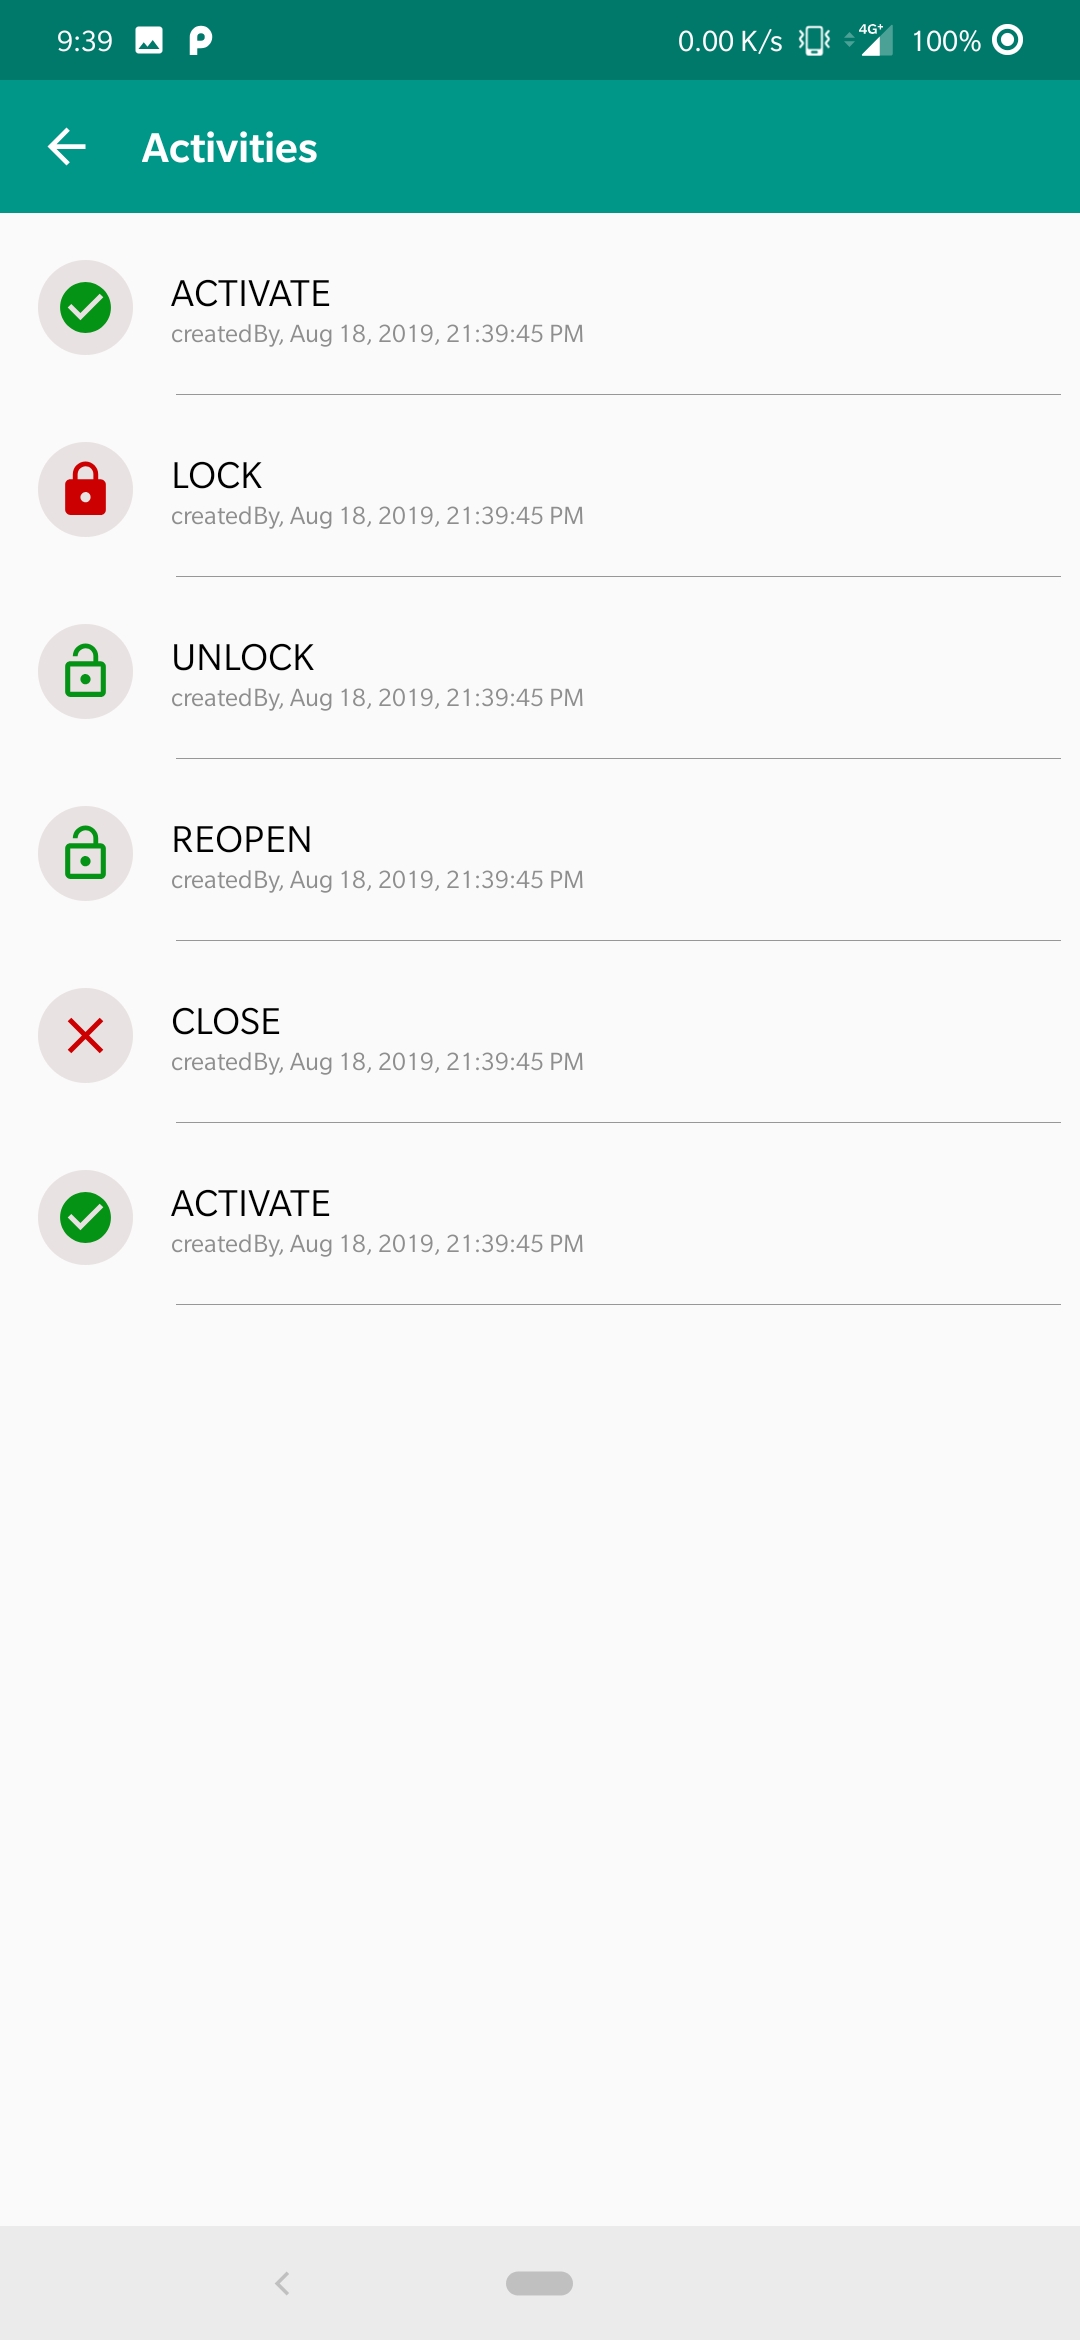 9:39 0.00 K/s 4G+ 100%
Activities
ACTIVATE
createdBy, Aug 18, 2019, 21:39:45 PM
LOCK
createdBy, Aug 18, 2019, 21:39:45 PM
UNLOCK
createdBy, Aug 18, 2019, 21:39:45 PM
REOPEN
createdBy, Aug 18, 2019, 21:39:45 PM
CLOSE
createdBy, Aug 18, 2019, 21:39:45 PM
ACTIVATE
createdBy, Aug 18, 2019, 21:39:45 PM